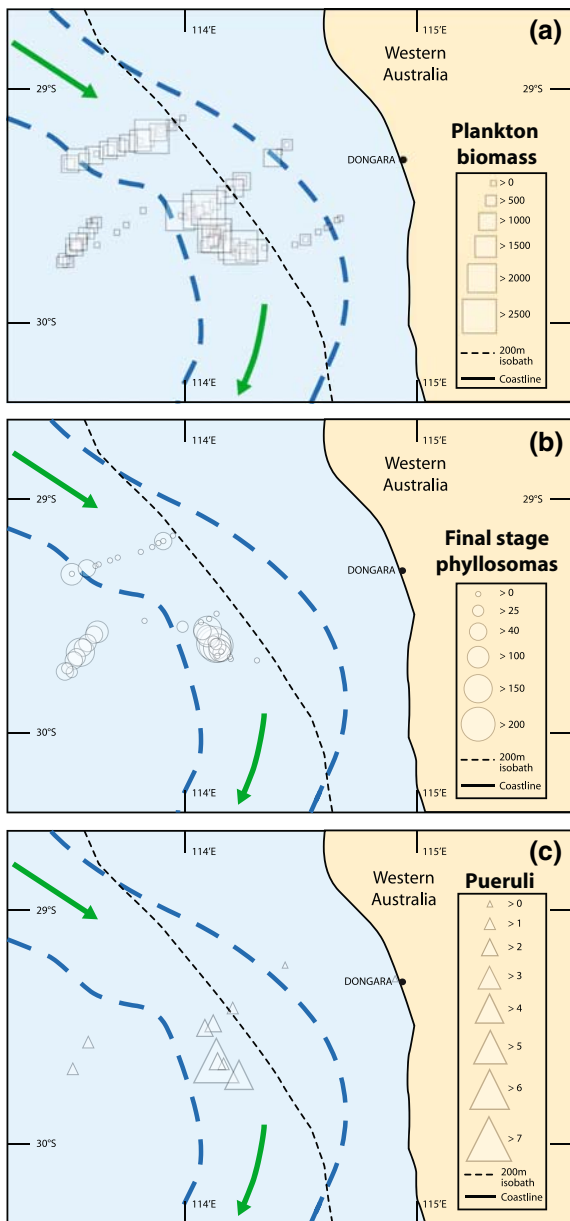 (a)
114°E
Western
Australia
29°S
29°S
DONGARA
Plankton
biomass
> 0
> 500
> 1000
> 1500
> 2000
> 2500
200m
isobath
Coastline
30°S
114°E
115°E
(b)
114°E
Western
Australia
29°S
29°S
DONGARA
Final stage
phyllosomas
> 0
> 25
> 40
> 100
> 150
> 200
200m
isobath
Coastline
30°S
114°E
115°E
(c)
114°E
Western
Australia
29°S
29°S
DONGARA
Pueruli
> 0
> 1
> 2
> 3
> 4
> 5
> 6
> 7
200m
isobath
Coastline
30°S
114°E
115°E